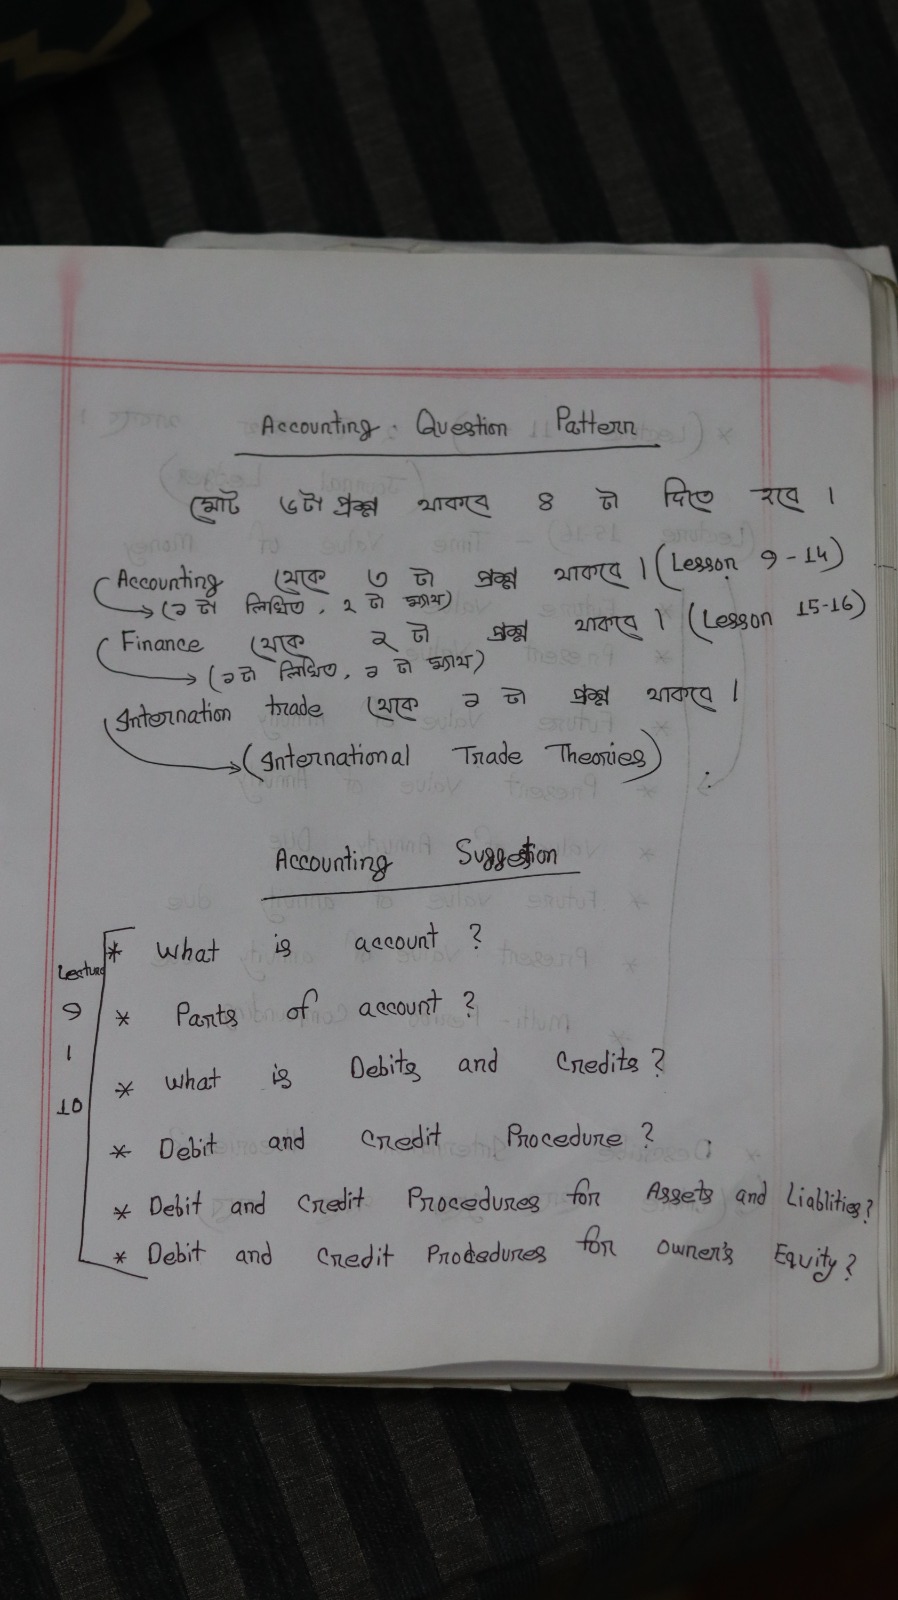 Accounting Question Pattern
মোট ৬টা প্রশ্ন থাকবে ৪ টা দিতে হবে ।
Accounting থেকে ৩ টা প্রশ্ন থাকবে । (Lesson 9-14)
→ (১ টা লিখিত, ২ টা ম্যাথ)
Finance থেকে ২ টা প্রশ্ন থাকবে । (Lesson 15-16)
→ (১টা লিখিত, ১ টা ম্যাথ)
Internation trade থেকে ১ টা প্রশ্ন থাকবে ।
→ (International Trade Theories)
Accounting Suggestion
Lecture 9 1 10
* What is account ?
* Parts of account ?
* What is Debits and Credits ?
* Debit and Credit Procedure ?
* Debit and Credit Procedures for Assets and Liablities ?
* Debit and Credit Procedures for Owner's Equity ?